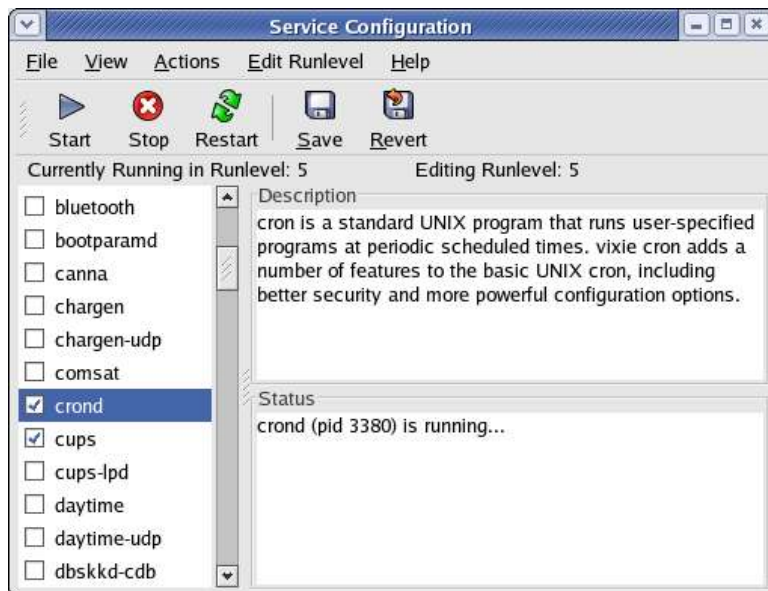 Service Configuration
File View Actions Edit Runlevel Help
Start Stop Restart Save Revert
Currently Running in Runlevel: 5 Editing Runlevel: 5
bluetooth
bootparamd
canna
chargen
chargen-udp
comsat
crond
cups
cups-lpd
daytime
daytime-udp
dbskkd-cdb
Description
cron is a standard UNIX program that runs user-specified
programs at periodic scheduled times. vixie cron adds a
number of features to the basic UNIX cron, including
better security and more powerful configuration options.
Status
crond (pid 3380) is running...